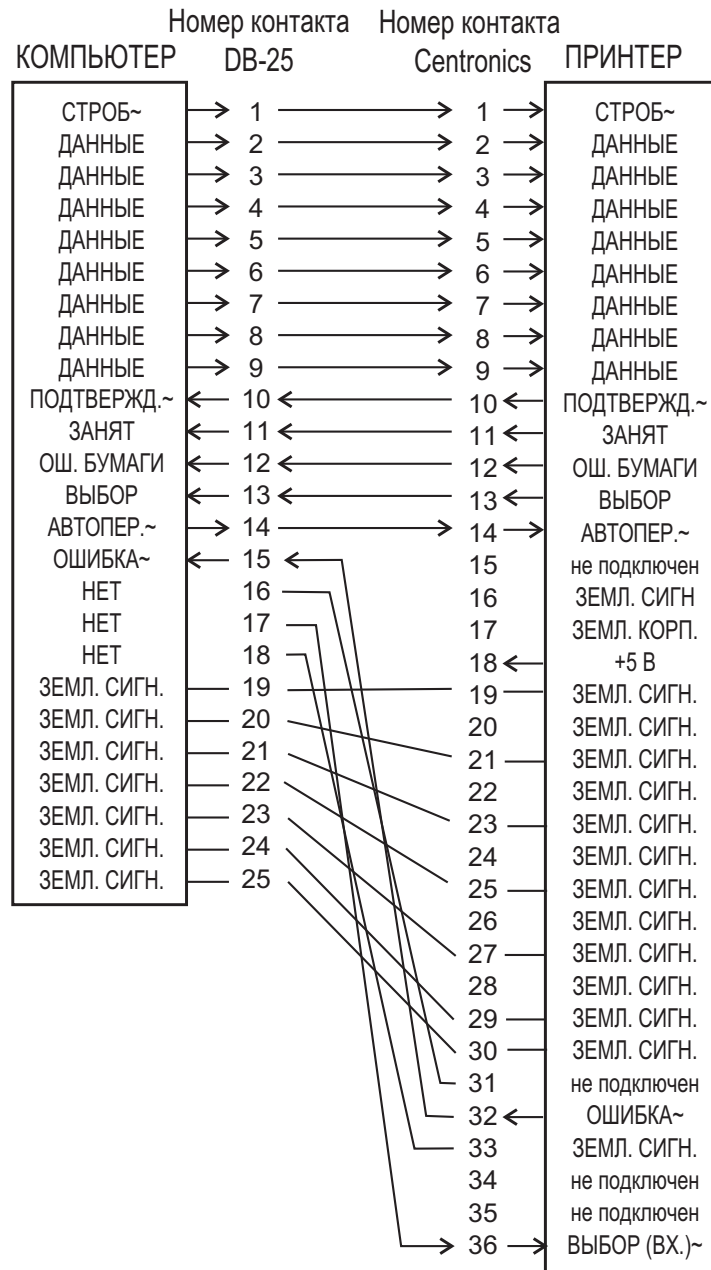 Номер контакта Номер контакта
КОМПЬЮТЕР DB-25 Centronics ПРИНТЕР
СТРОБ~ 1 1 СТРОБ~
ДАННЫЕ 2 2 ДАННЫЕ
ДАННЫЕ 3 3 ДАННЫЕ
ДАННЫЕ 4 4 ДАННЫЕ
ДАННЫЕ 5 5 ДАННЫЕ
ДАННЫЕ 6 6 ДАННЫЕ
ДАННЫЕ 7 7 ДАННЫЕ
ДАННЫЕ 8 8 ДАННЫЕ
ДАННЫЕ 9 9 ДАННЫЕ
ПОДТВЕРЖД.~ 10 10 ПОДТВЕРЖД.~
ЗАНЯТ 11 11 ЗАНЯТ
ОШ. БУМАГИ 12 12 ОШ. БУМАГИ
ВЫБОР 13 13 ВЫБОР
АВТОПЕР.~ 14 14 АВТОПЕР.~
ОШИБКА~ 15 15 не подключен
НЕТ 16 16 ЗЕМЛ. СИГН
НЕТ 17 17 ЗЕМЛ. КОРП.
НЕТ 18 18 +5 В
ЗЕМЛ. СИГН. 19 19 ЗЕМЛ. СИГН.
ЗЕМЛ. СИГН. 20 20 ЗЕМЛ. СИГН.
ЗЕМЛ. СИГН. 21 21 ЗЕМЛ. СИГН.
ЗЕМЛ. СИГН. 22 22 ЗЕМЛ. СИГН.
ЗЕМЛ. СИГН. 23 23 ЗЕМЛ. СИГН.
ЗЕМЛ. СИГН. 24 24 ЗЕМЛ. СИГН.
ЗЕМЛ. СИГН. 25 25 ЗЕМЛ. СИГН.
26 ЗЕМЛ. СИГН.
27 ЗЕМЛ. СИГН.
28 ЗЕМЛ. СИГН.
29 ЗЕМЛ. СИГН.
30 ЗЕМЛ. СИГН.
31 не подключен
32 ОШИБКА~
33 ЗЕМЛ. СИГН.
34 не подключен
35 не подключен
36 ВЫБОР (ВХ.)~